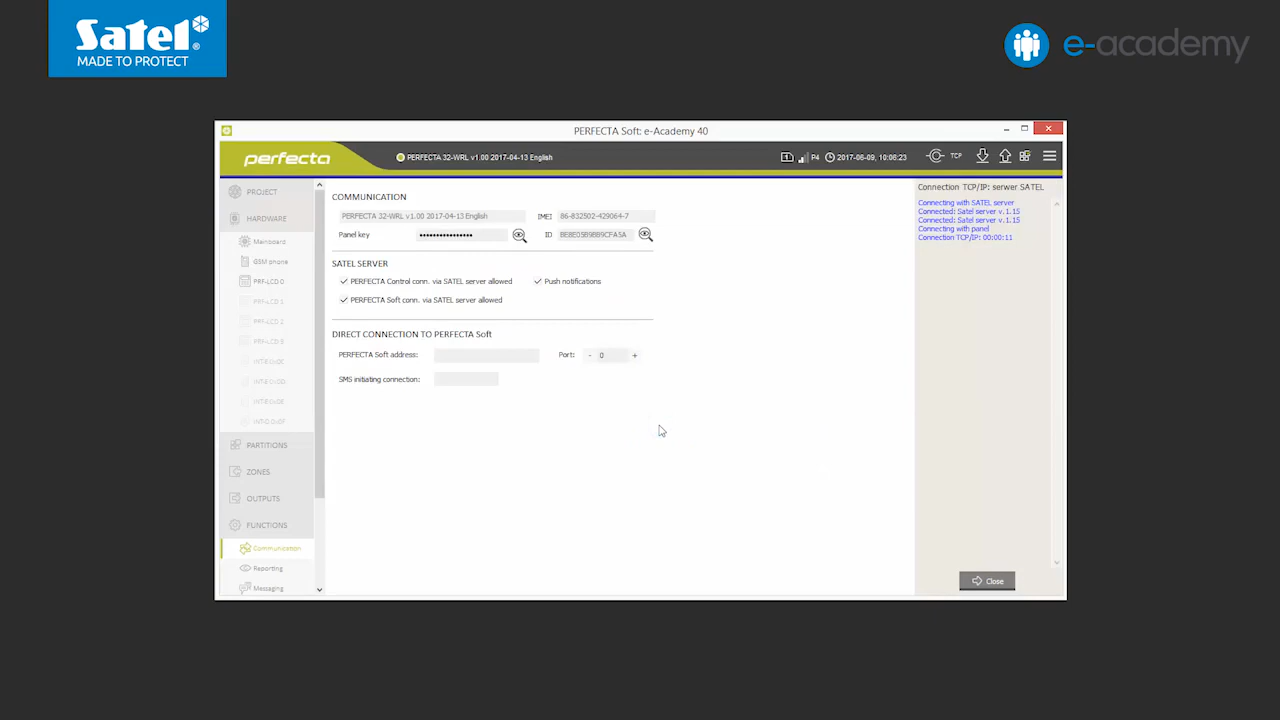 Satel®
MADE TO PROTECT
e-academy
PERFECTA Soft: e-Academy 40
perfecta
PERFECTA 32-WRL v1.00 2017-04-13 English
1
P4
2017-06-09, 10:06:23
TCP
PROJECT
HARDWARE
Mainboard
GSM phone
PRF-LCD 0
PRF-LCD 1
PRF-LCD 2
PRF-LCD 3
PARTITIONS
ZONES
OUTPUTS
FUNCTIONS
Communication
Reporting
Messaging
COMMUNICATION
PERFECTA 32-WRL v1.00 2017-04-13 English
IMEI 86-832502-429064-7
Panel key ••••••••••••••••
ID BE8E05B9BB9CFA5A
SATEL SERVER
PERFECTA Control conn. via SATEL server allowed
Push notifications
PERFECTA Soft conn. via SATEL server allowed
DIRECT CONNECTION TO PERFECTA Soft
PERFECTA Soft address:
Port: - 0 +
SMS initiating connection:
Connection TCP/IP: serwer SATEL
Connecting with SATEL server
Connected: Satel server v.1.15
Connected: Satel server v.1.15
Connecting with panel
Connection TCP/IP: 00:00:11
Close